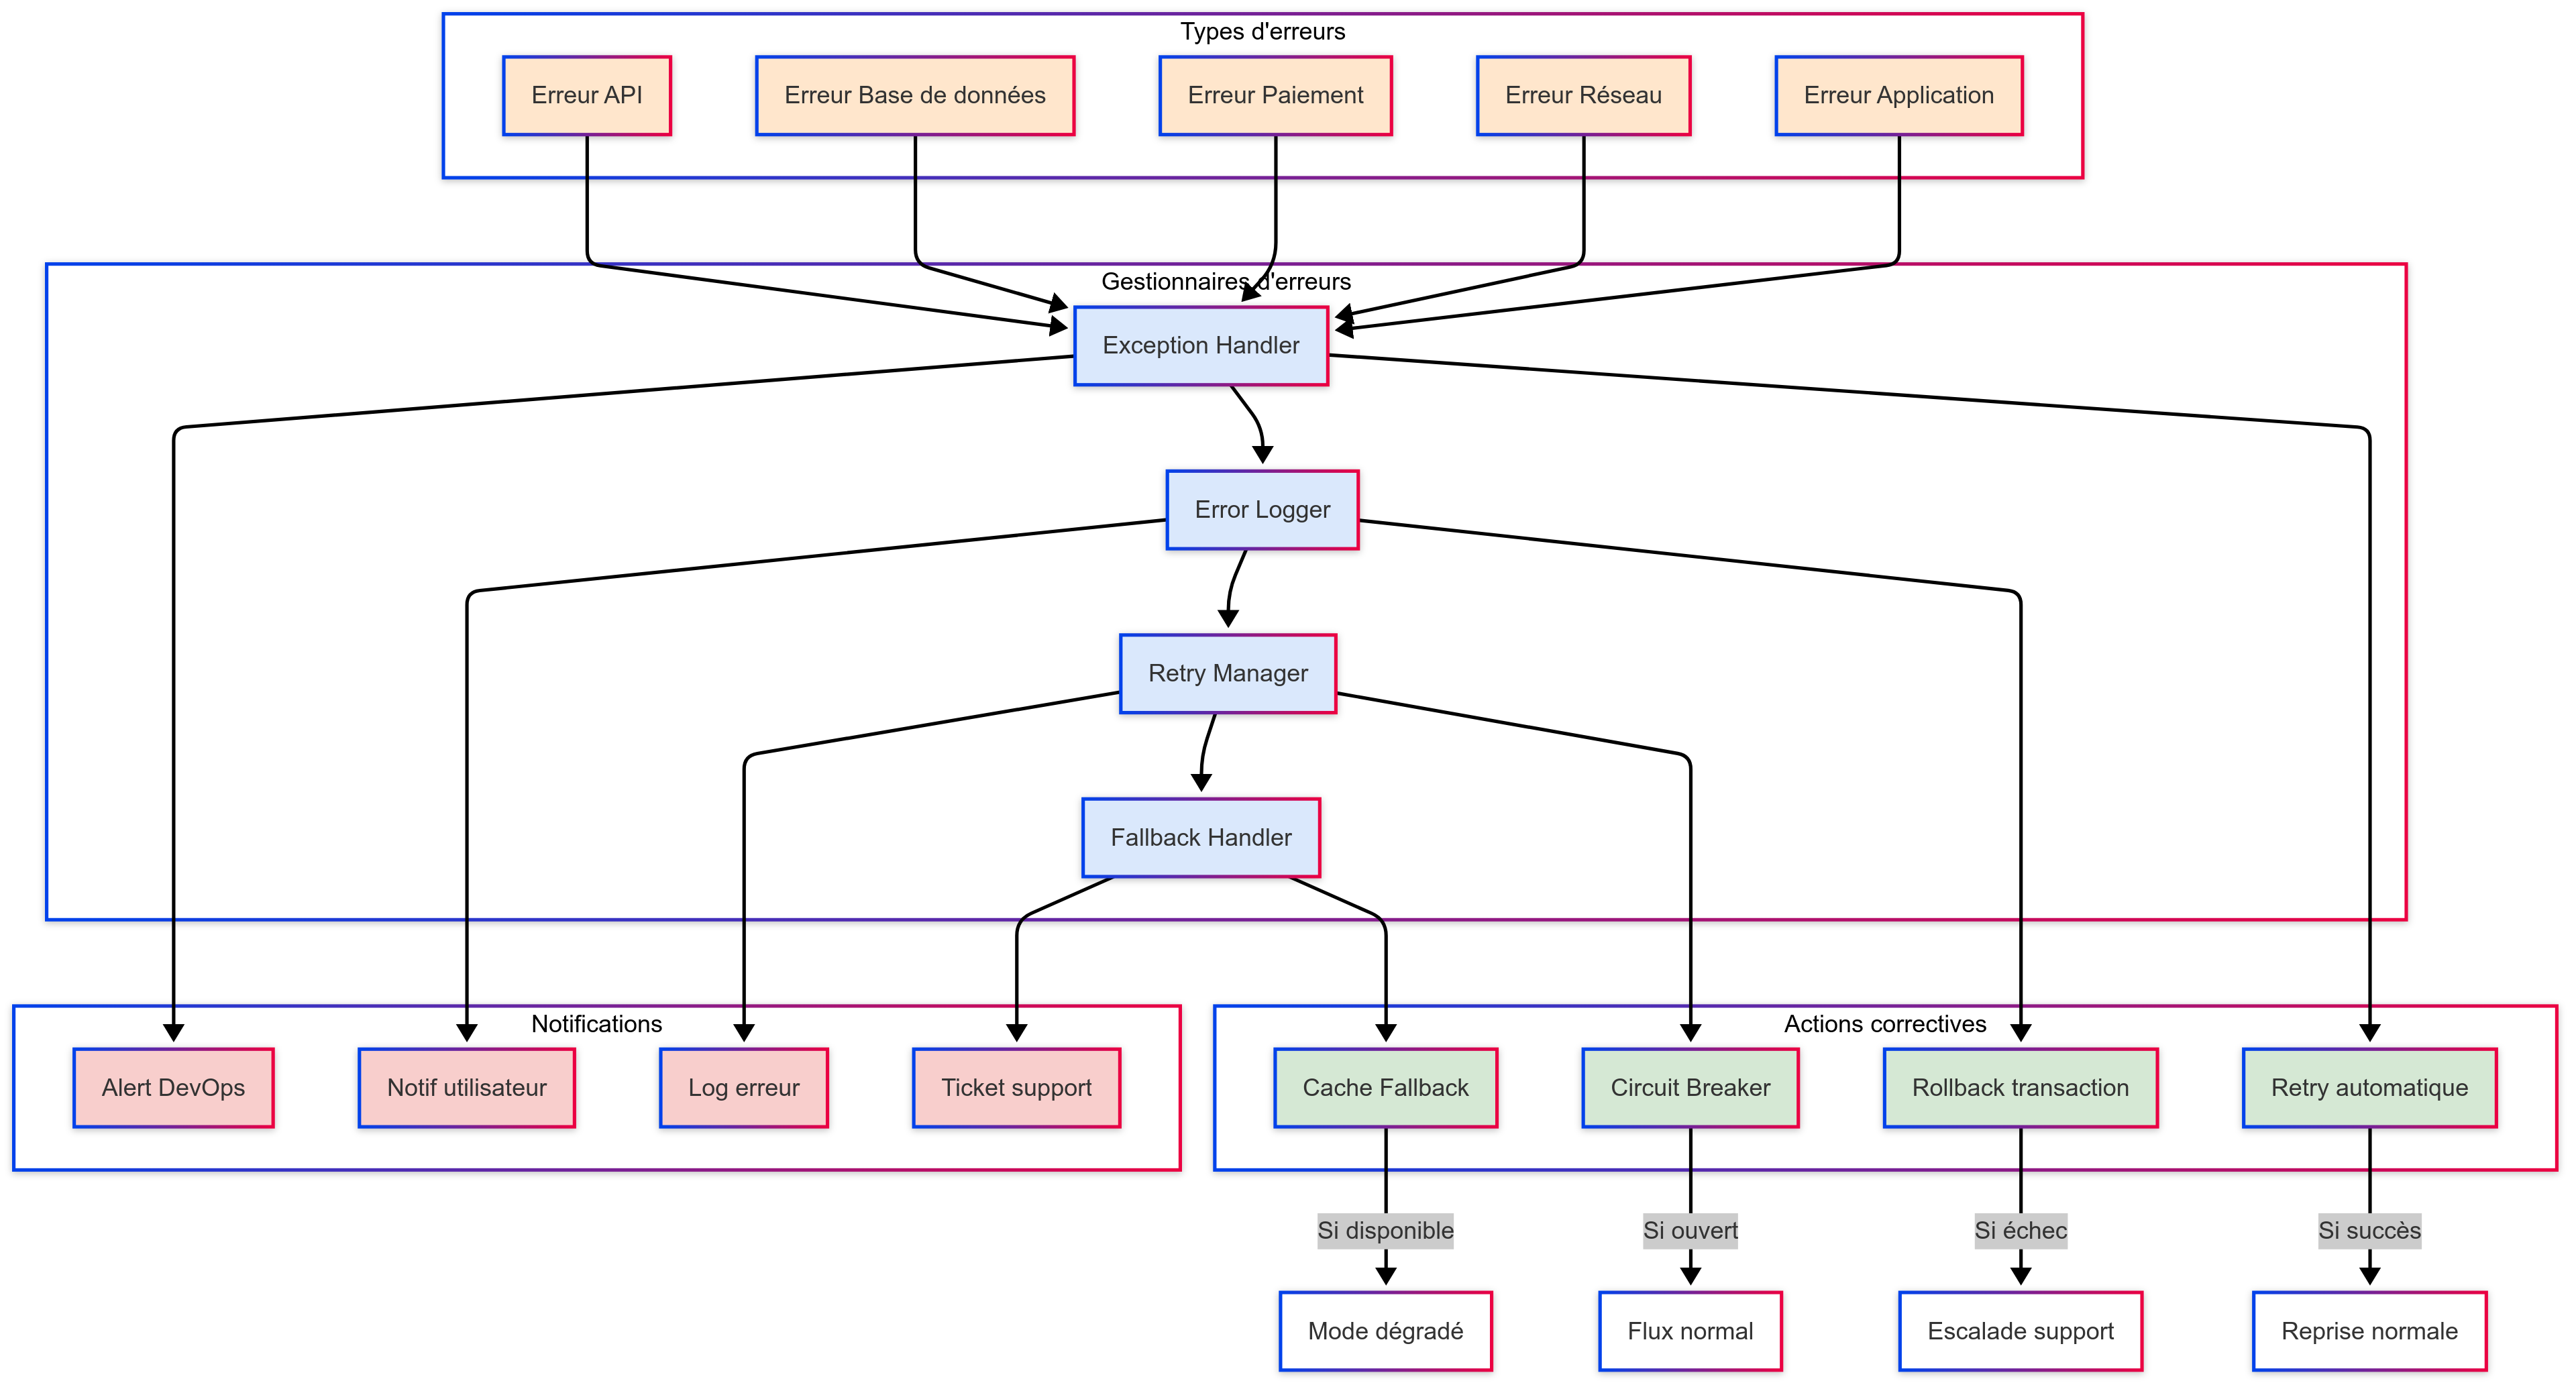 Types d'erreurs
Erreur API
Erreur Base de données
Erreur Paiement
Erreur Réseau
Erreur Application
Gestionnaires d'erreurs
Exception Handler
Error Logger
Retry Manager
Fallback Handler
Notifications
Alert DevOps
Notif utilisateur
Log erreur
Ticket support
Actions correctives
Cache Fallback
Circuit Breaker
Rollback transaction
Retry automatique
Si disponible
Si ouvert
Si échec
Si succès
Mode dégradé
Flux normal
Escalade support
Reprise normale